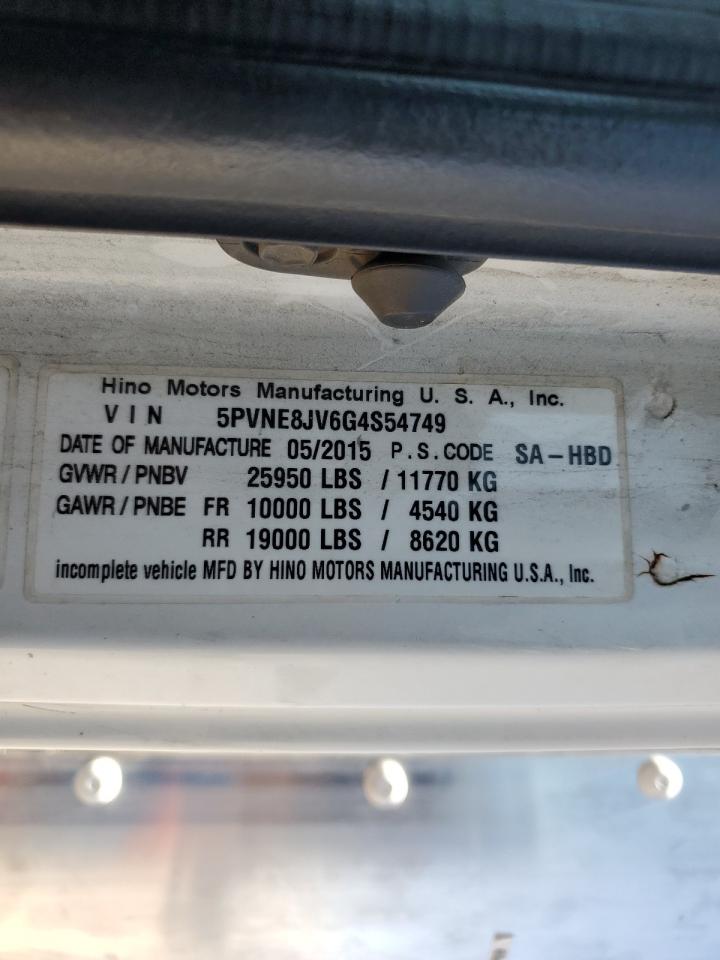 Hino Motors Manufacturing U. S. A., Inc.
VIN 5PVNE8JV6G4S54749
DATE OF MANUFACTURE 05/2015 P.S.CODE SA-HBD
GVWR/PNBV 25950 LBS / 11770 KG
GAWR/PNBE FR 10000 LBS / 4540 KG
RR 19000 LBS / 8620 KG
incomplete vehicle MFD BY HINO MOTORS MANUFACTURING U.S.A., Inc.